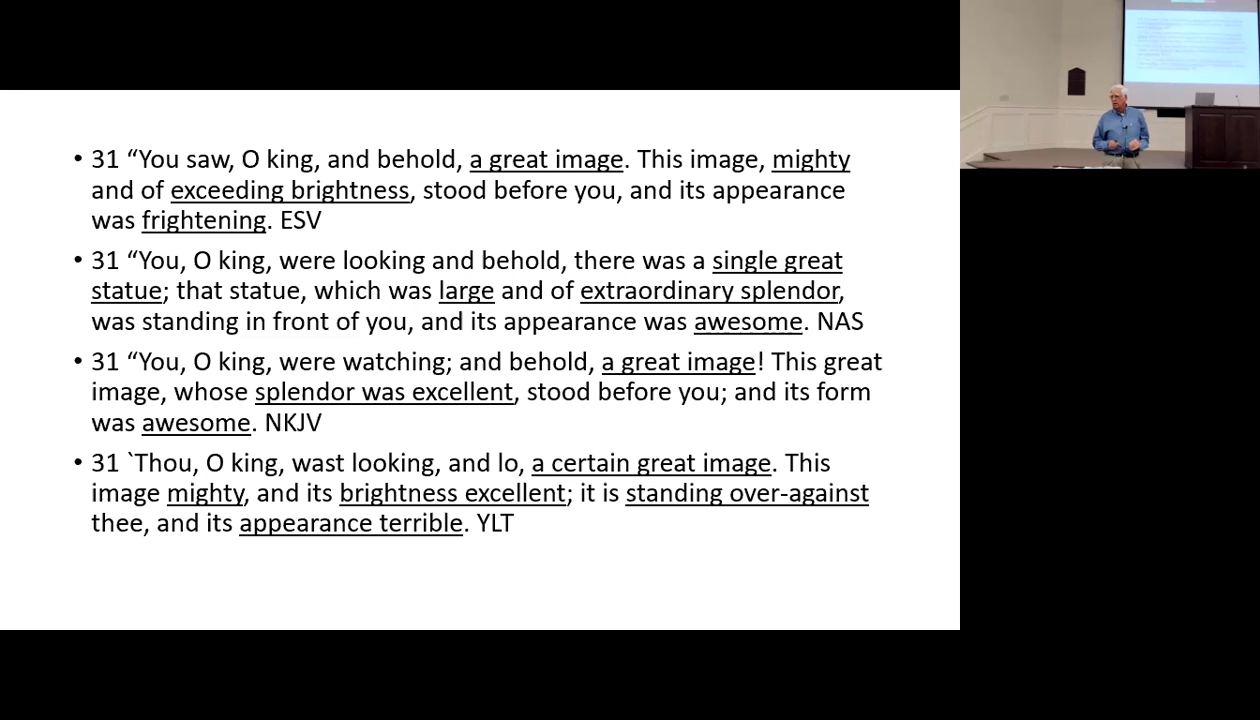 • 31 “You saw, O king, and behold, a great image. This image, mighty
and of exceeding brightness, stood before you, and its appearance
was frightening. ESV
• 31 “You, O king, were looking and behold, there was a single great
statue; that statue, which was large and of extraordinary splendor,
was standing in front of you, and its appearance was awesome. NAS
• 31 “You, O king, were watching; and behold, a great image! This great
image, whose splendor was excellent, stood before you; and its form
was awesome. NKJV
• 31 `Thou, O king, wast looking, and lo, a certain great image. This
image mighty, and its brightness excellent; it is standing over-against
thee, and its appearance terrible. YLT